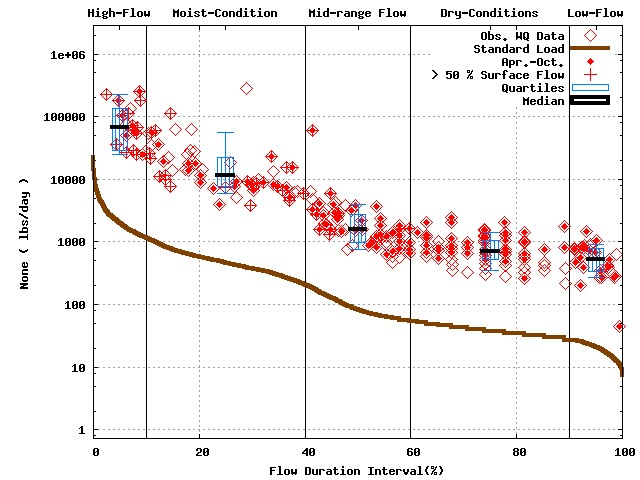 High-Flow Moist-Condition Mid-range Flow Dry-Conditions Low-Flow
Obs. WQ Data
Standard Load
Apr.-Oct.
> 50 % Surface Flow
Quartiles
Median
1e+06
100000
10000
1000
100
10
1
None ( lbs/day )
0 20 40 60 80 100
Flow Duration Interval(%)